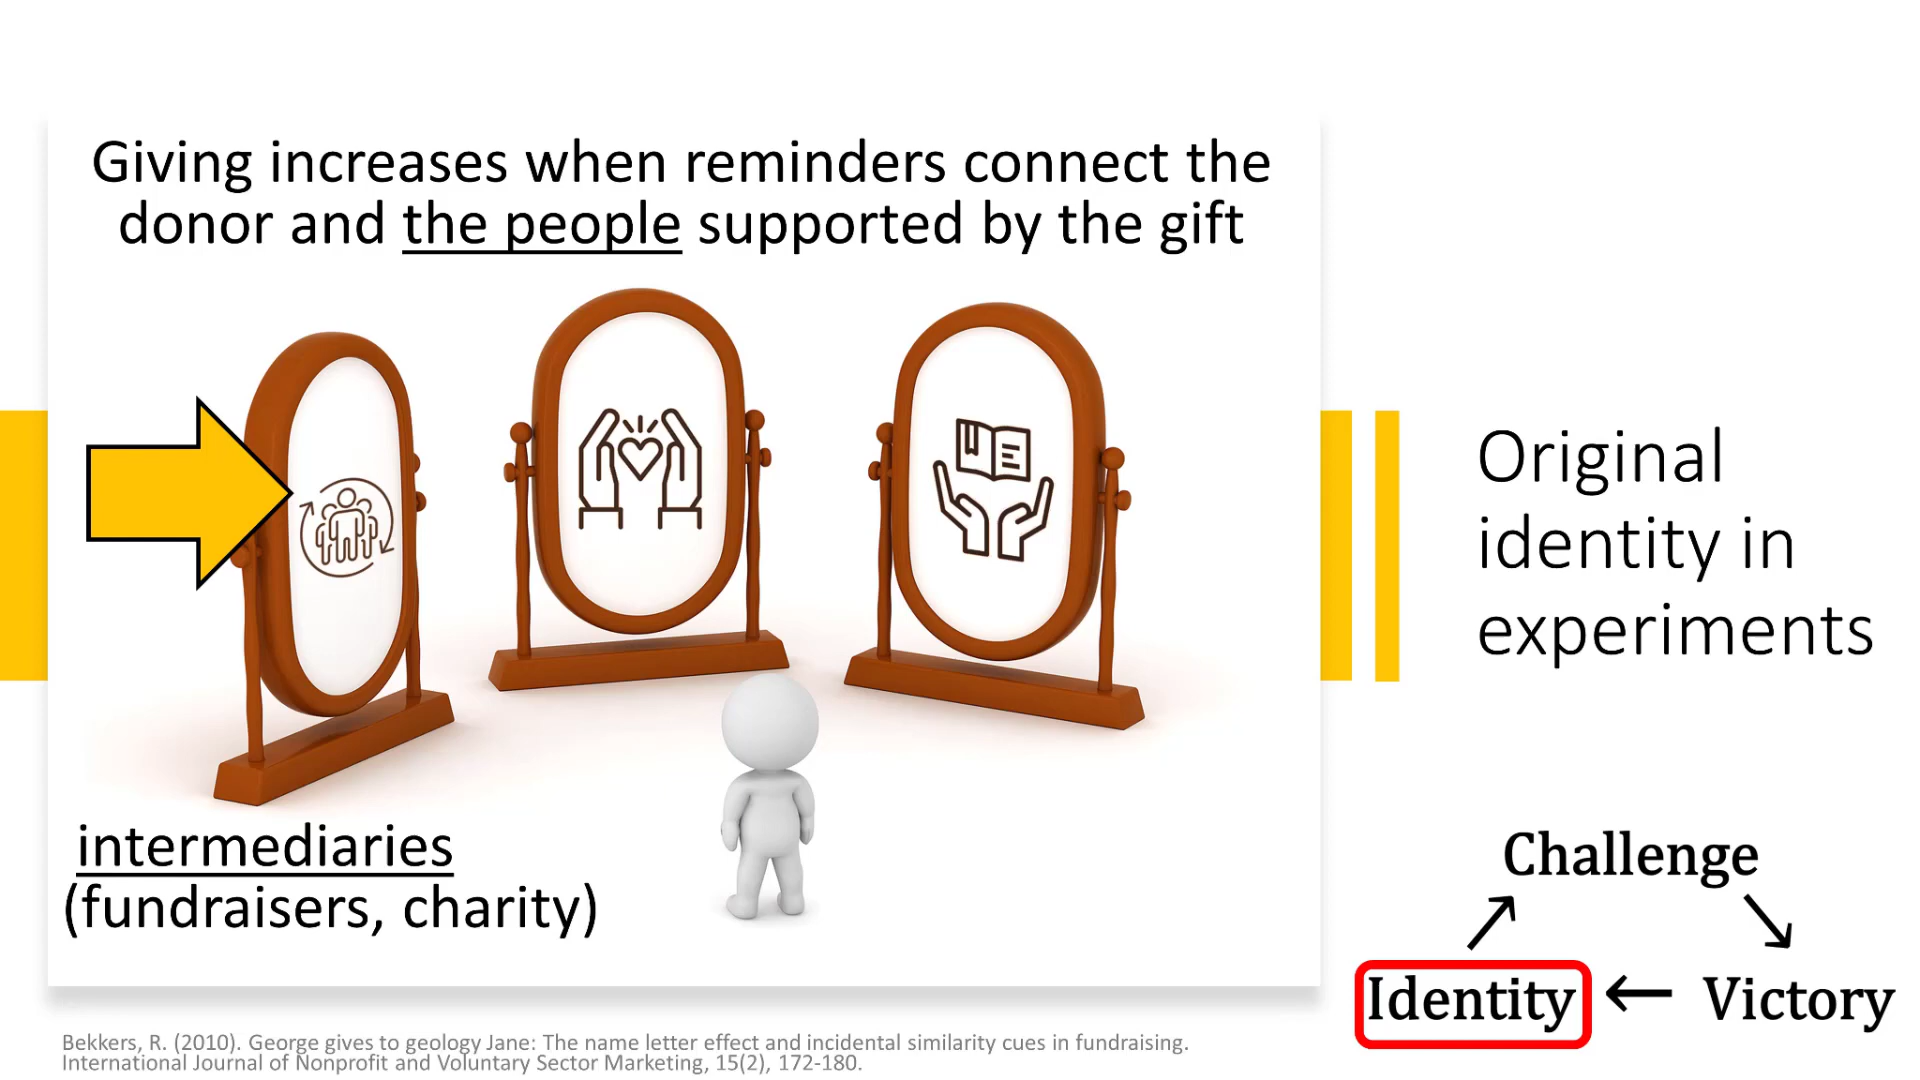 Giving increases when reminders connect the
donor and the people supported by the gift
intermediaries
(fundraisers, charity)
Original
identity in
experiments
Challenge
Identity
Victory
Bekkers, R. (2010). George gives to geology Jane: The name letter effect and incidental similarity cues in fundraising.
International Journal of Nonprofit and Voluntary Sector Marketing, 15(2), 172-180.